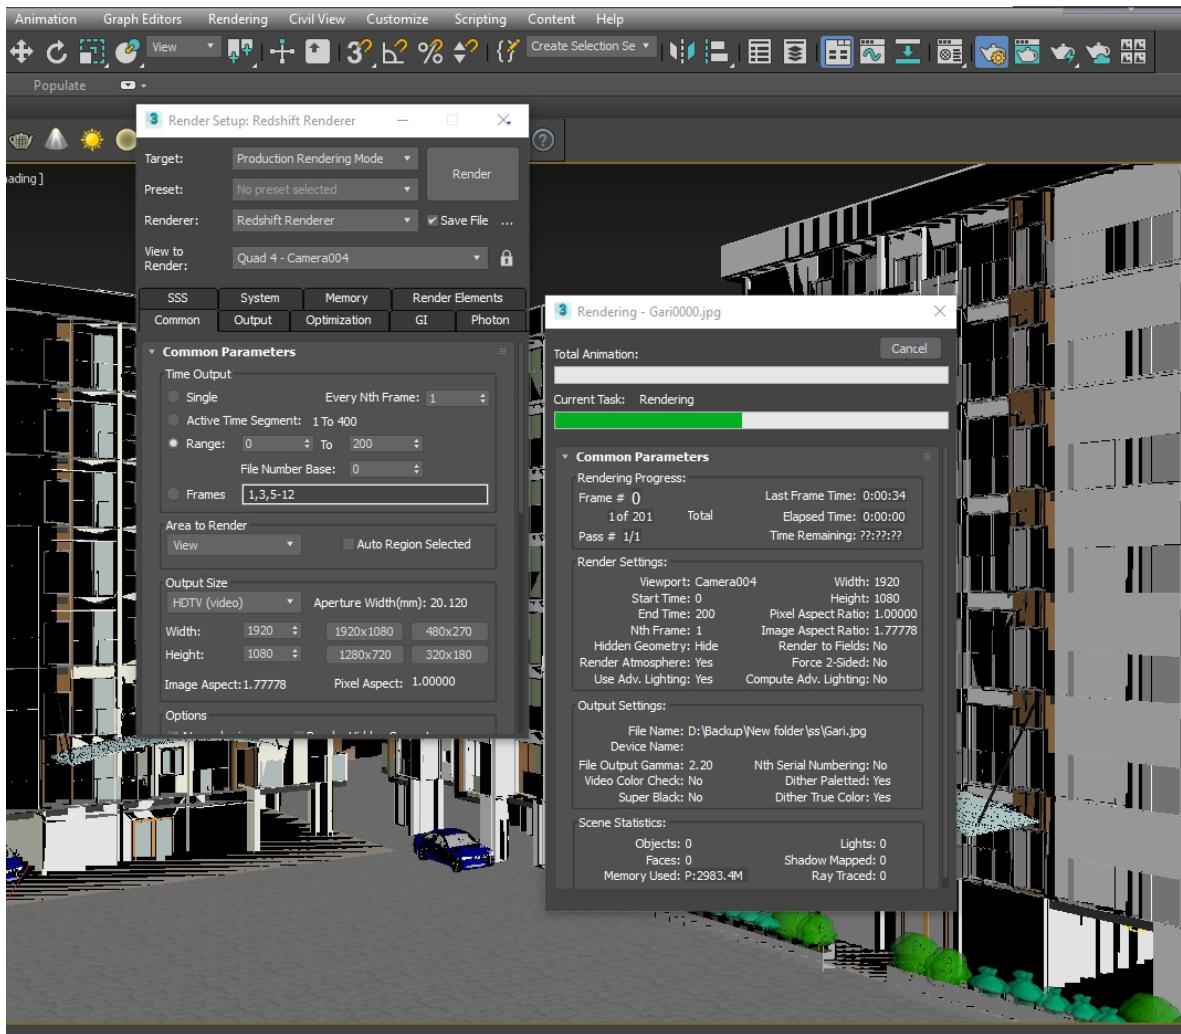 Animation Graph Editors Rendering Civil View Customize Scripting Content Help
View Create Selection Se
Populate
ading ]
3 Render Setup: Redshift Renderer
Target: Production Rendering Mode
Render
Preset: No preset selected
Renderer: Redshift Renderer Save File ...
View to Render: Quad 4 - Camera004
SSS System Memory Render Elements
Common Output Optimization GI Photon
Common Parameters
Time Output
Single Every Nth Frame: 1
Active Time Segment: 1 To 400
Range: 0 To 200
File Number Base: 0
Frames 1,3,5-12
Area to Render
View Auto Region Selected
Output Size
HDTV (video) Aperture Width(mm): 20.120
Width: 1920 1920x1080 480x270
Height: 1080 1280x720 320x180
Image Aspect:1.77778 Pixel Aspect: 1.00000
Options
3 Rendering - Gari0000.jpg
Total Animation: Cancel
Current Task: Rendering
Common Parameters
Rendering Progress:
Frame # 0 Last Frame Time: 0:00:34
1 of 201 Total Elapsed Time: 0:00:00
Pass # 1/1 Time Remaining: ??:??:??
Render Settings:
Viewport: Camera004 Width: 1920
Start Time: 0 Height: 1080
End Time: 200 Pixel Aspect Ratio: 1.00000
Nth Frame: 1 Image Aspect Ratio: 1.77778
Hidden Geometry: Hide Render to Fields: No
Render Atmosphere: Yes Force 2-Sided: No
Use Adv. Lighting: Yes Compute Adv. Lighting: No
Output Settings:
File Name: D:\Backup\New folder\ss\Gari.jpg
Device Name:
File Output Gamma: 2.20 Nth Serial Numbering: No
Video Color Check: No Dither Paletted: Yes
Super Black: No Dither True Color: Yes
Scene Statistics:
Objects: 0 Lights: 0
Faces: 0 Shadow Mapped: 0
Memory Used: P:2983.4M Ray Traced: 0